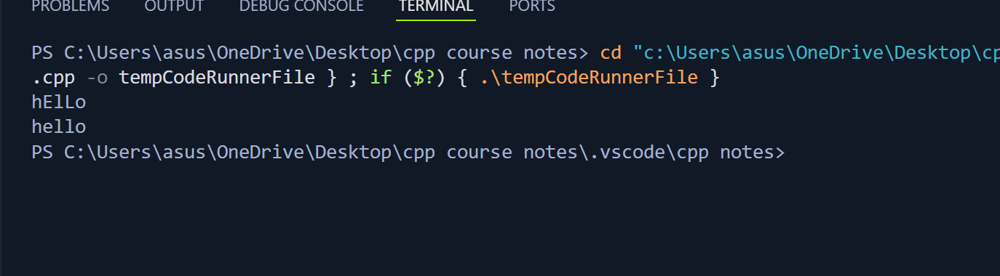 PROBLEMS OUTPUT DEBUG CONSOLE TERMINAL PORTS
PS C:\Users\asus\OneDrive\Desktop\cpp course notes> cd "c:\Users\asus\OneDrive\Desktop\cp
.cpp -o tempCodeRunnerFile } ; if ($?) { .\tempCodeRunnerFile }
hElLo
hello
PS C:\Users\asus\OneDrive\Desktop\cpp course notes\.vscode\cpp notes>